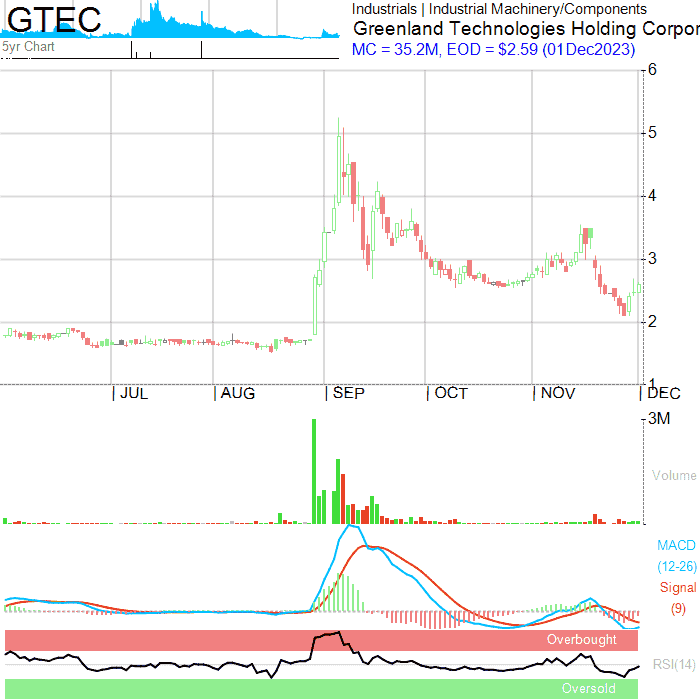 GTEC
5yr Chart
Industrials | Industrial Machinery/Components
Greenland Technologies Holding Corpor
MC = 35.2M, EOD = $2.59 (01Dec2023)
6
5
4
3
2
1
JUL AUG SEP OCT NOV DEC
3M
Volume
MACD
(12-26)
Signal
(9)
Overbought
RSI(14)
Oversold